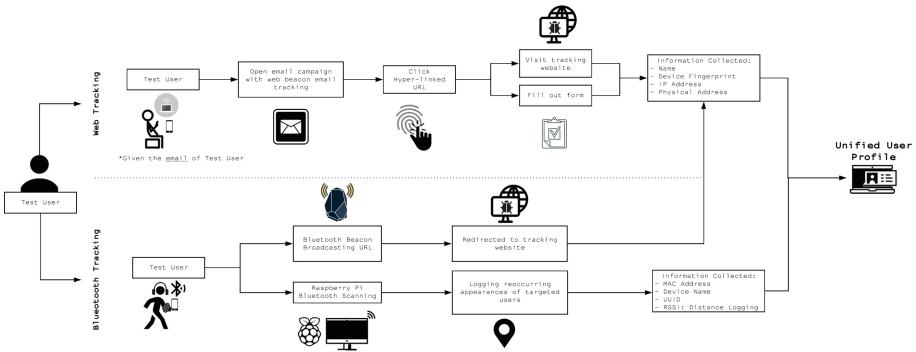 Web Tracking
Test User
Open email campaign
with web beacon email
tracking
Click
Hyper-linked
URL
Visit tracking
website
Fill out form
Information Collected:
- Name
- Device Fingerprint
- IP Address
- Physical Address
*Given the email of Test User
Unified User
Profile
Test User
Blueotooth Tracking
Test User
Bluetooth Beacon
Broadcasting URL
Redirected to tracking
website
Raspberry Pi
Bluetooth Scanning
Logging reoccurring
appearances of targeted
users
Information Collected:
- MAC Address
- Device Name
- UUID
- RSSi: Distance Logging